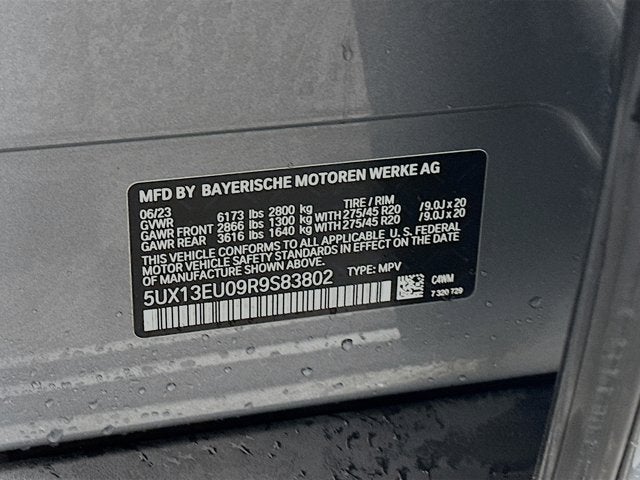 MFD BY BAYERISCHE MOTOREN WERKE AG
06/23 TIRE / RIM
GVWR 6173 lbs 2800 kg
GAWR FRONT 2866 lbs 1300 kg WITH 275/45 R20 /9.0J x 20
GAWR REAR 3616 lbs 1640 kg WITH 275/45 R20 /9.0J x 20
THIS VEHICLE CONFORMS TO ALL APPLICABLE U.S. FEDERAL
MOTOR VEHICLE SAFETY STANDARDS IN EFFECT ON THE DATE
OF MANUFACTURE SHOWN ABOVE.
5UX13EU09R9S83802 TYPE: MPV
C4WM
7 320 729